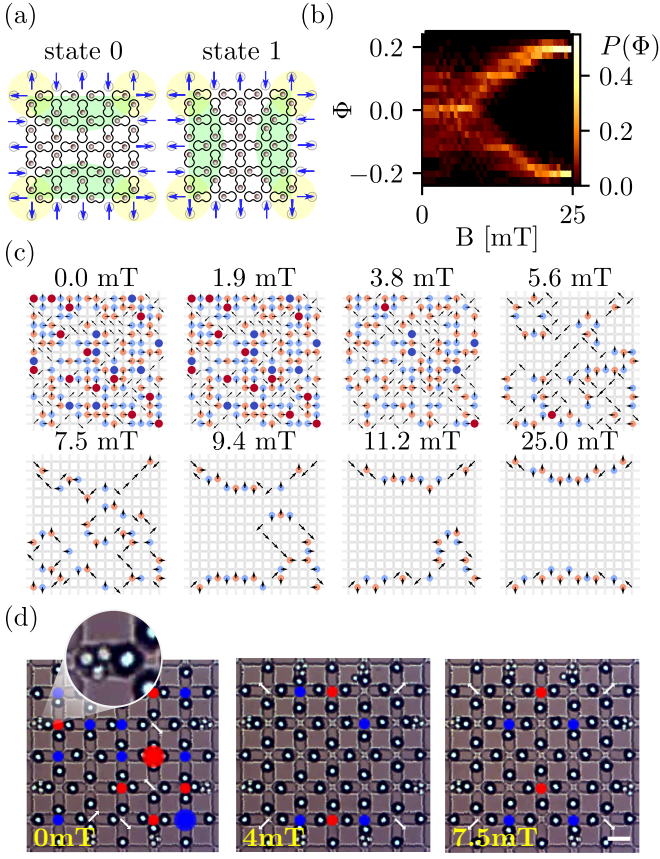 (a)
state 0
state 1
(b)
0.2
0.0
−0.2
Φ
0
25
B [mT]
P(Φ)
0.4
0.2
0.0
(c)
0.0 mT
1.9 mT
3.8 mT
5.6 mT
7.5 mT
9.4 mT
11.2 mT
25.0 mT
(d)
0mT
4mT
7.5mT